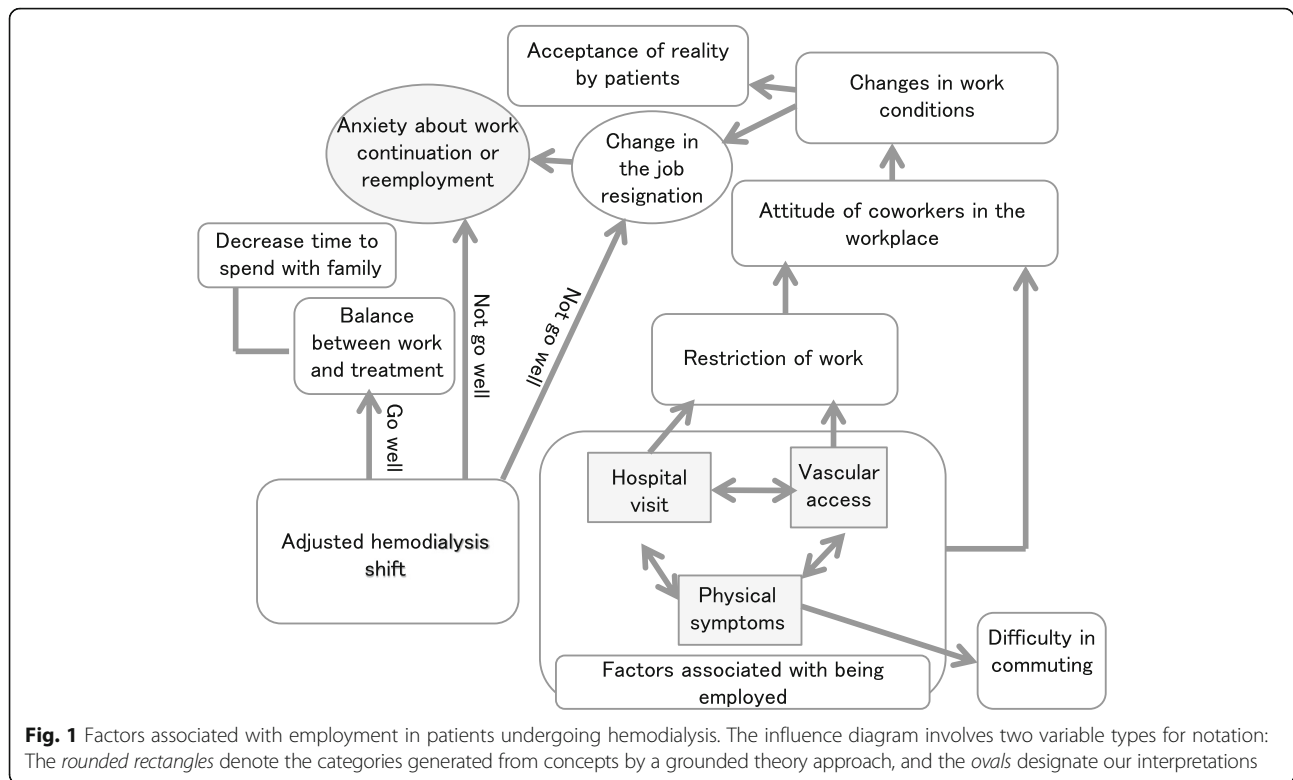 Acceptance of reality
by patients
Changes in work
conditions
Anxiety about work
continuation or
reemployment
Change in
the job
resignation
Attitude of coworkers in the
workplace
Decrease time to
spend with family
Balance
between work
and treatment
Not go well
Not go well
Go well
Restriction of work
Hospital
visit
Vascular
access
Adjusted hemodialysis
shift
Physical
symptoms
Difficulty in
commuting
Factors associated with being
employed
Fig. 1 Factors associated with employment in patients undergoing hemodialysis. The influence diagram involves two variable types for notation:
The rounded rectangles denote the categories generated from concepts by a grounded theory approach, and the ovals designate our interpretations